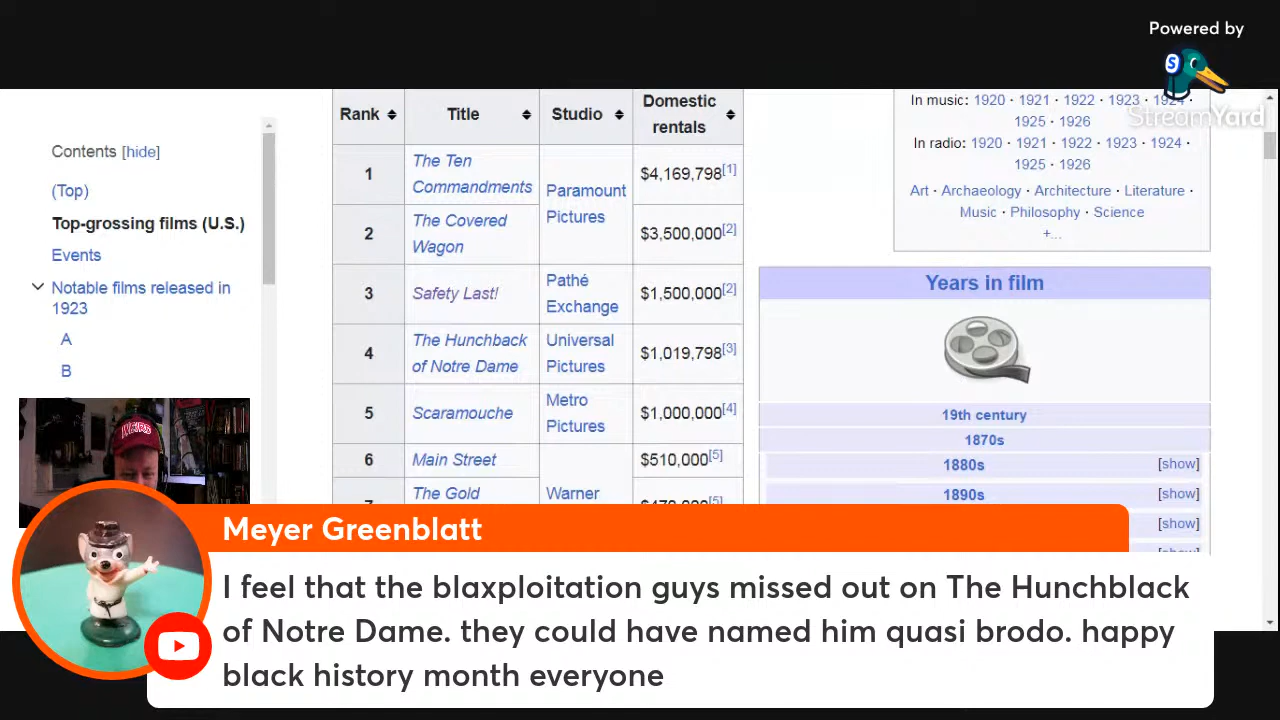 Powered by
StreamYard
Contents [hide]
(Top)
Top-grossing films (U.S.)
Events
Notable films released in
1923
A
B
Rank Title Studio Domestic
rentals
1 The Ten
Commandments Paramount
Pictures $4,169,798[1]
2 The Covered
Wagon $3,500,000[2]
3 Safety Last! Pathé
Exchange $1,500,000[2]
4 The Hunchback
of Notre Dame Universal
Pictures $1,019,798[3]
5 Scaramouche Metro
Pictures $1,000,000[4]
6 Main Street $510,000[5]
The Gold Warner
In music: 1920 · 1921 · 1922 · 1923 · 1924 ·
1925 · 1926
In radio: 1920 · 1921 · 1922 · 1923 · 1924 ·
1925 · 1926
Art · Archaeology · Architecture · Literature ·
Music · Philosophy · Science
+...
Years in film
19th century
1870s
1880s [show]
1890s [show]
[show]
WEIRD
Meyer Greenblatt
I feel that the blaxploitation guys missed out on The Hunchblack
of Notre Dame. they could have named him quasi brodo. happy
black history month everyone